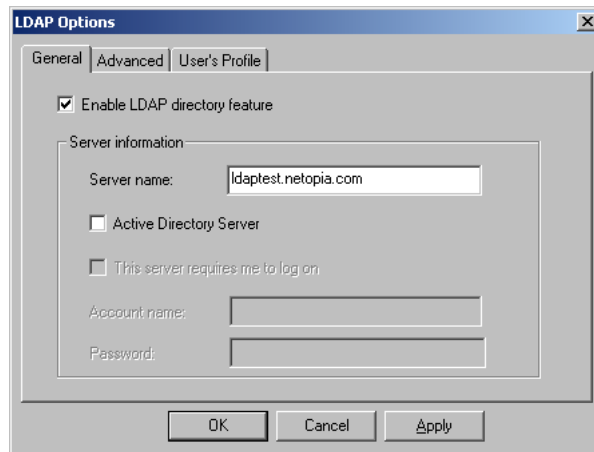 LDAP Options
General Advanced User's Profile
Enable LDAP directory feature
Server information
Server name: ldaptest.netopia.com
Active Directory Server
This server requires me to log on
Account name:
Password:
OK Cancel Apply